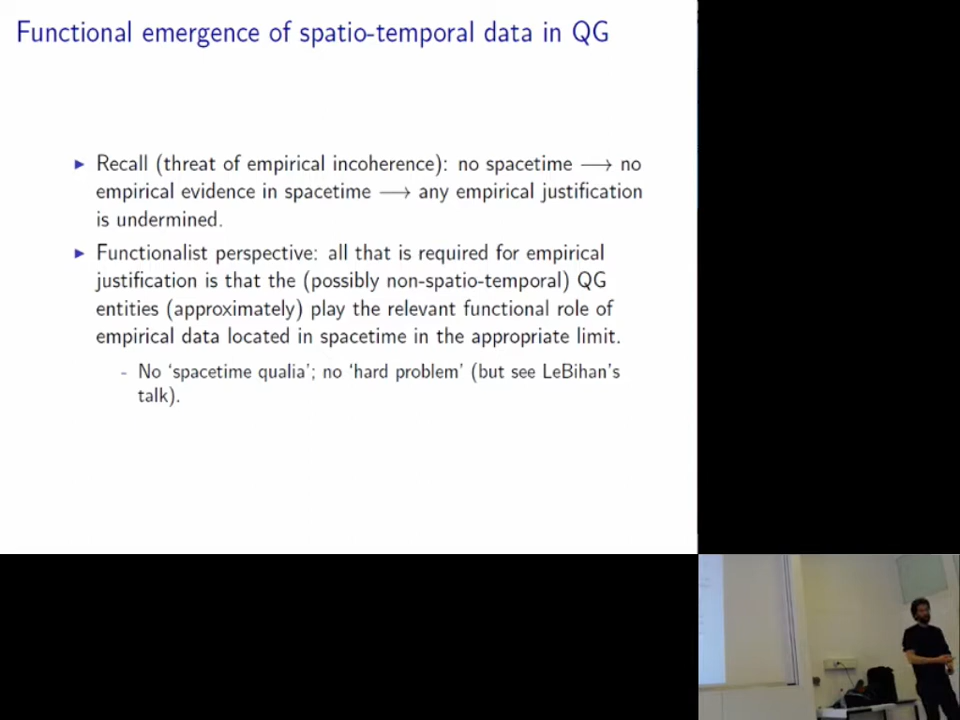 Functional emergence of spatio-temporal data in QG
▶ Recall (threat of empirical incoherence): no spacetime ⟶ no
empirical evidence in spacetime ⟶ any empirical justification
is undermined.
▶ Functionalist perspective: all that is required for empirical
justification is that the (possibly non-spatio-temporal) QG
entities (approximately) play the relevant functional role of
empirical data located in spacetime in the appropriate limit.
- No ‘spacetime qualia’; no ‘hard problem’ (but see LeBihan’s
talk).